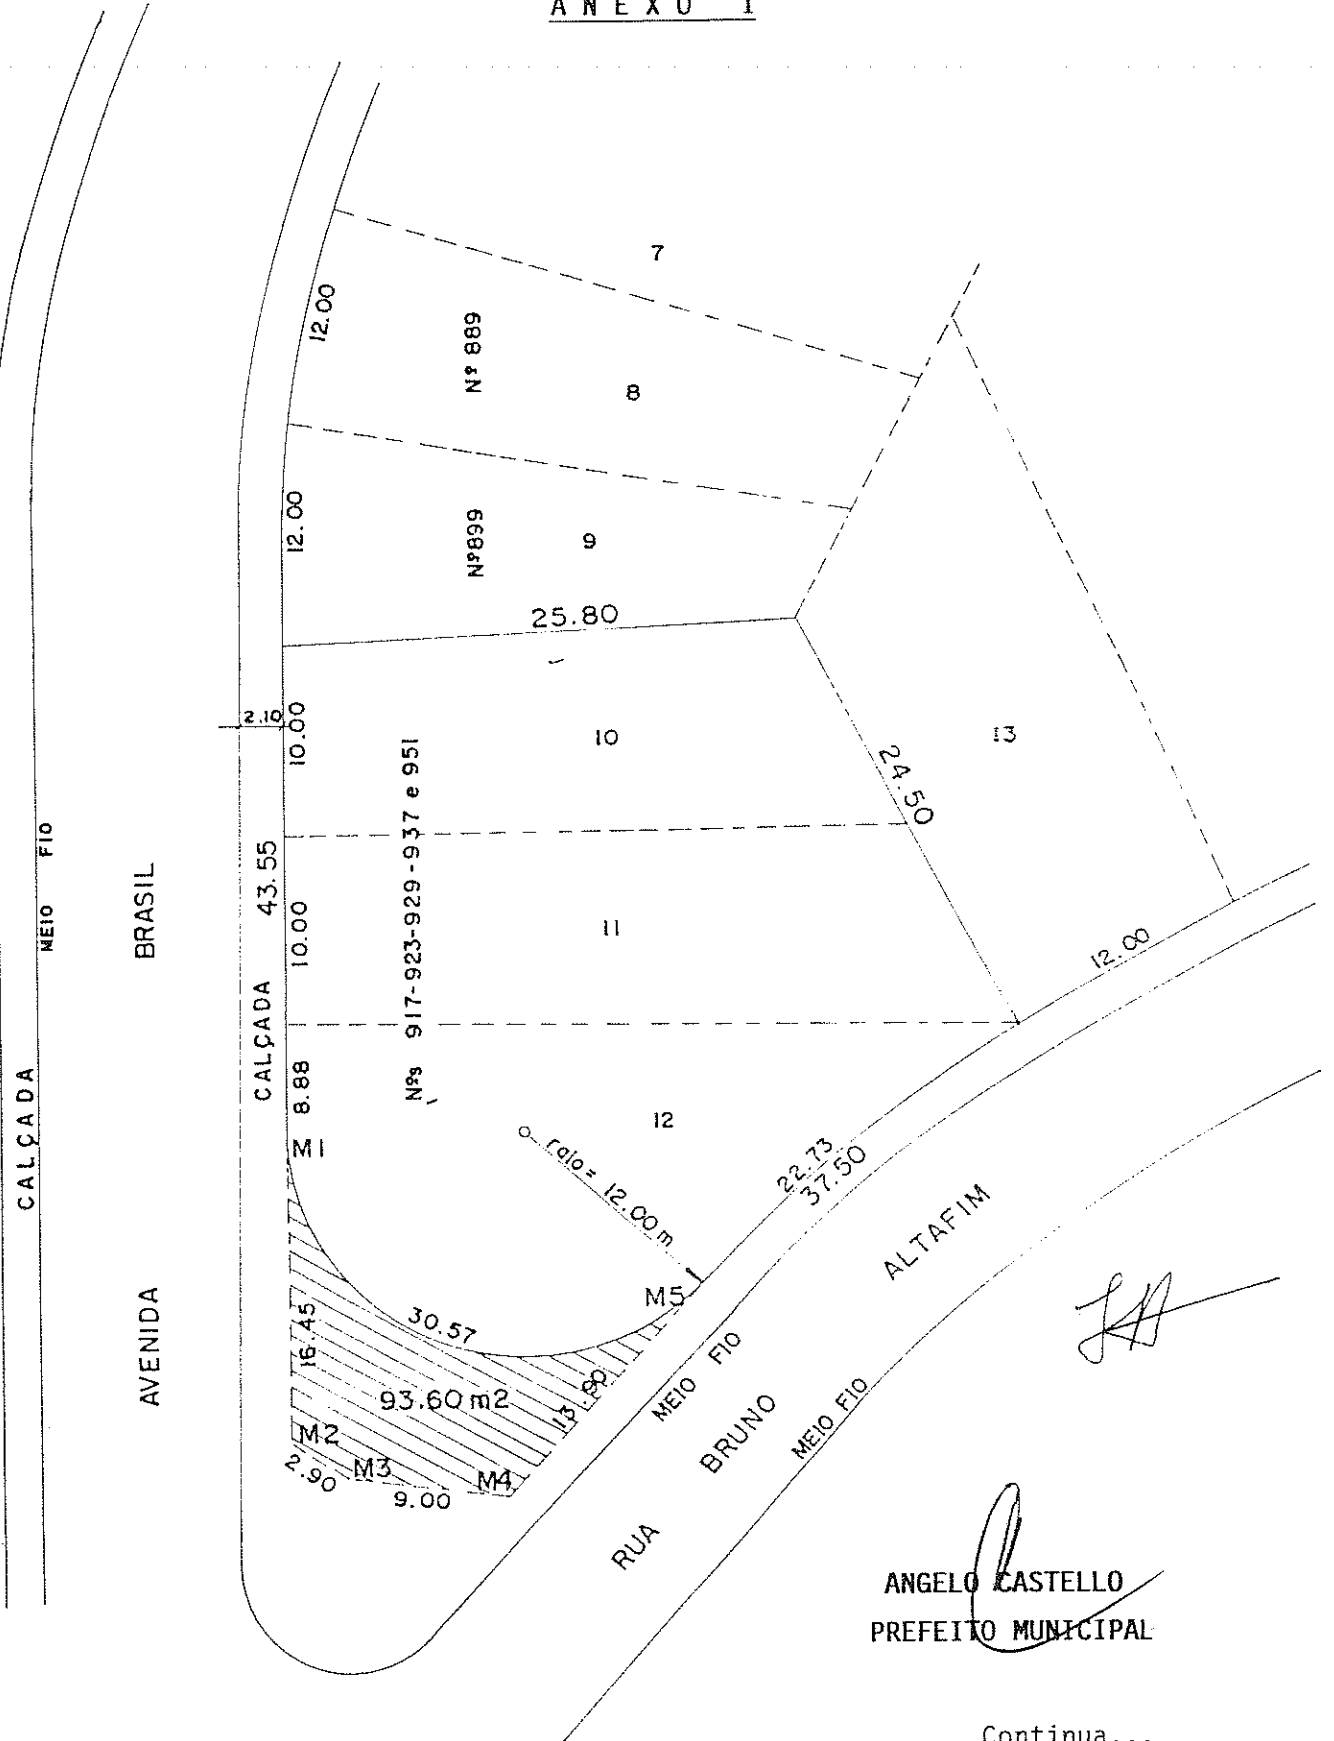 ANEXO I
7
12.00
Nº 889
8
12.00
Nº899
9
25.80
2.10
10.00
10
13
24.50
Nºs 917-923-929-937 e 951
43.55
CALÇADA
10.00
11
12.00
MEIO FIO
CALÇADA
AVENIDA BRASIL
8.88
M1
12
raio = 12.00 m
22.73
37.50
M5
30.57
16.45
93.60 m2
13.90
M2
2.90
M3
9.00
M4
MEIO FIO
MEIO FIO
RUA BRUNO ALTAFIM
ANGELO CASTELLO
PREFEITO MUNICIPAL
Continua...